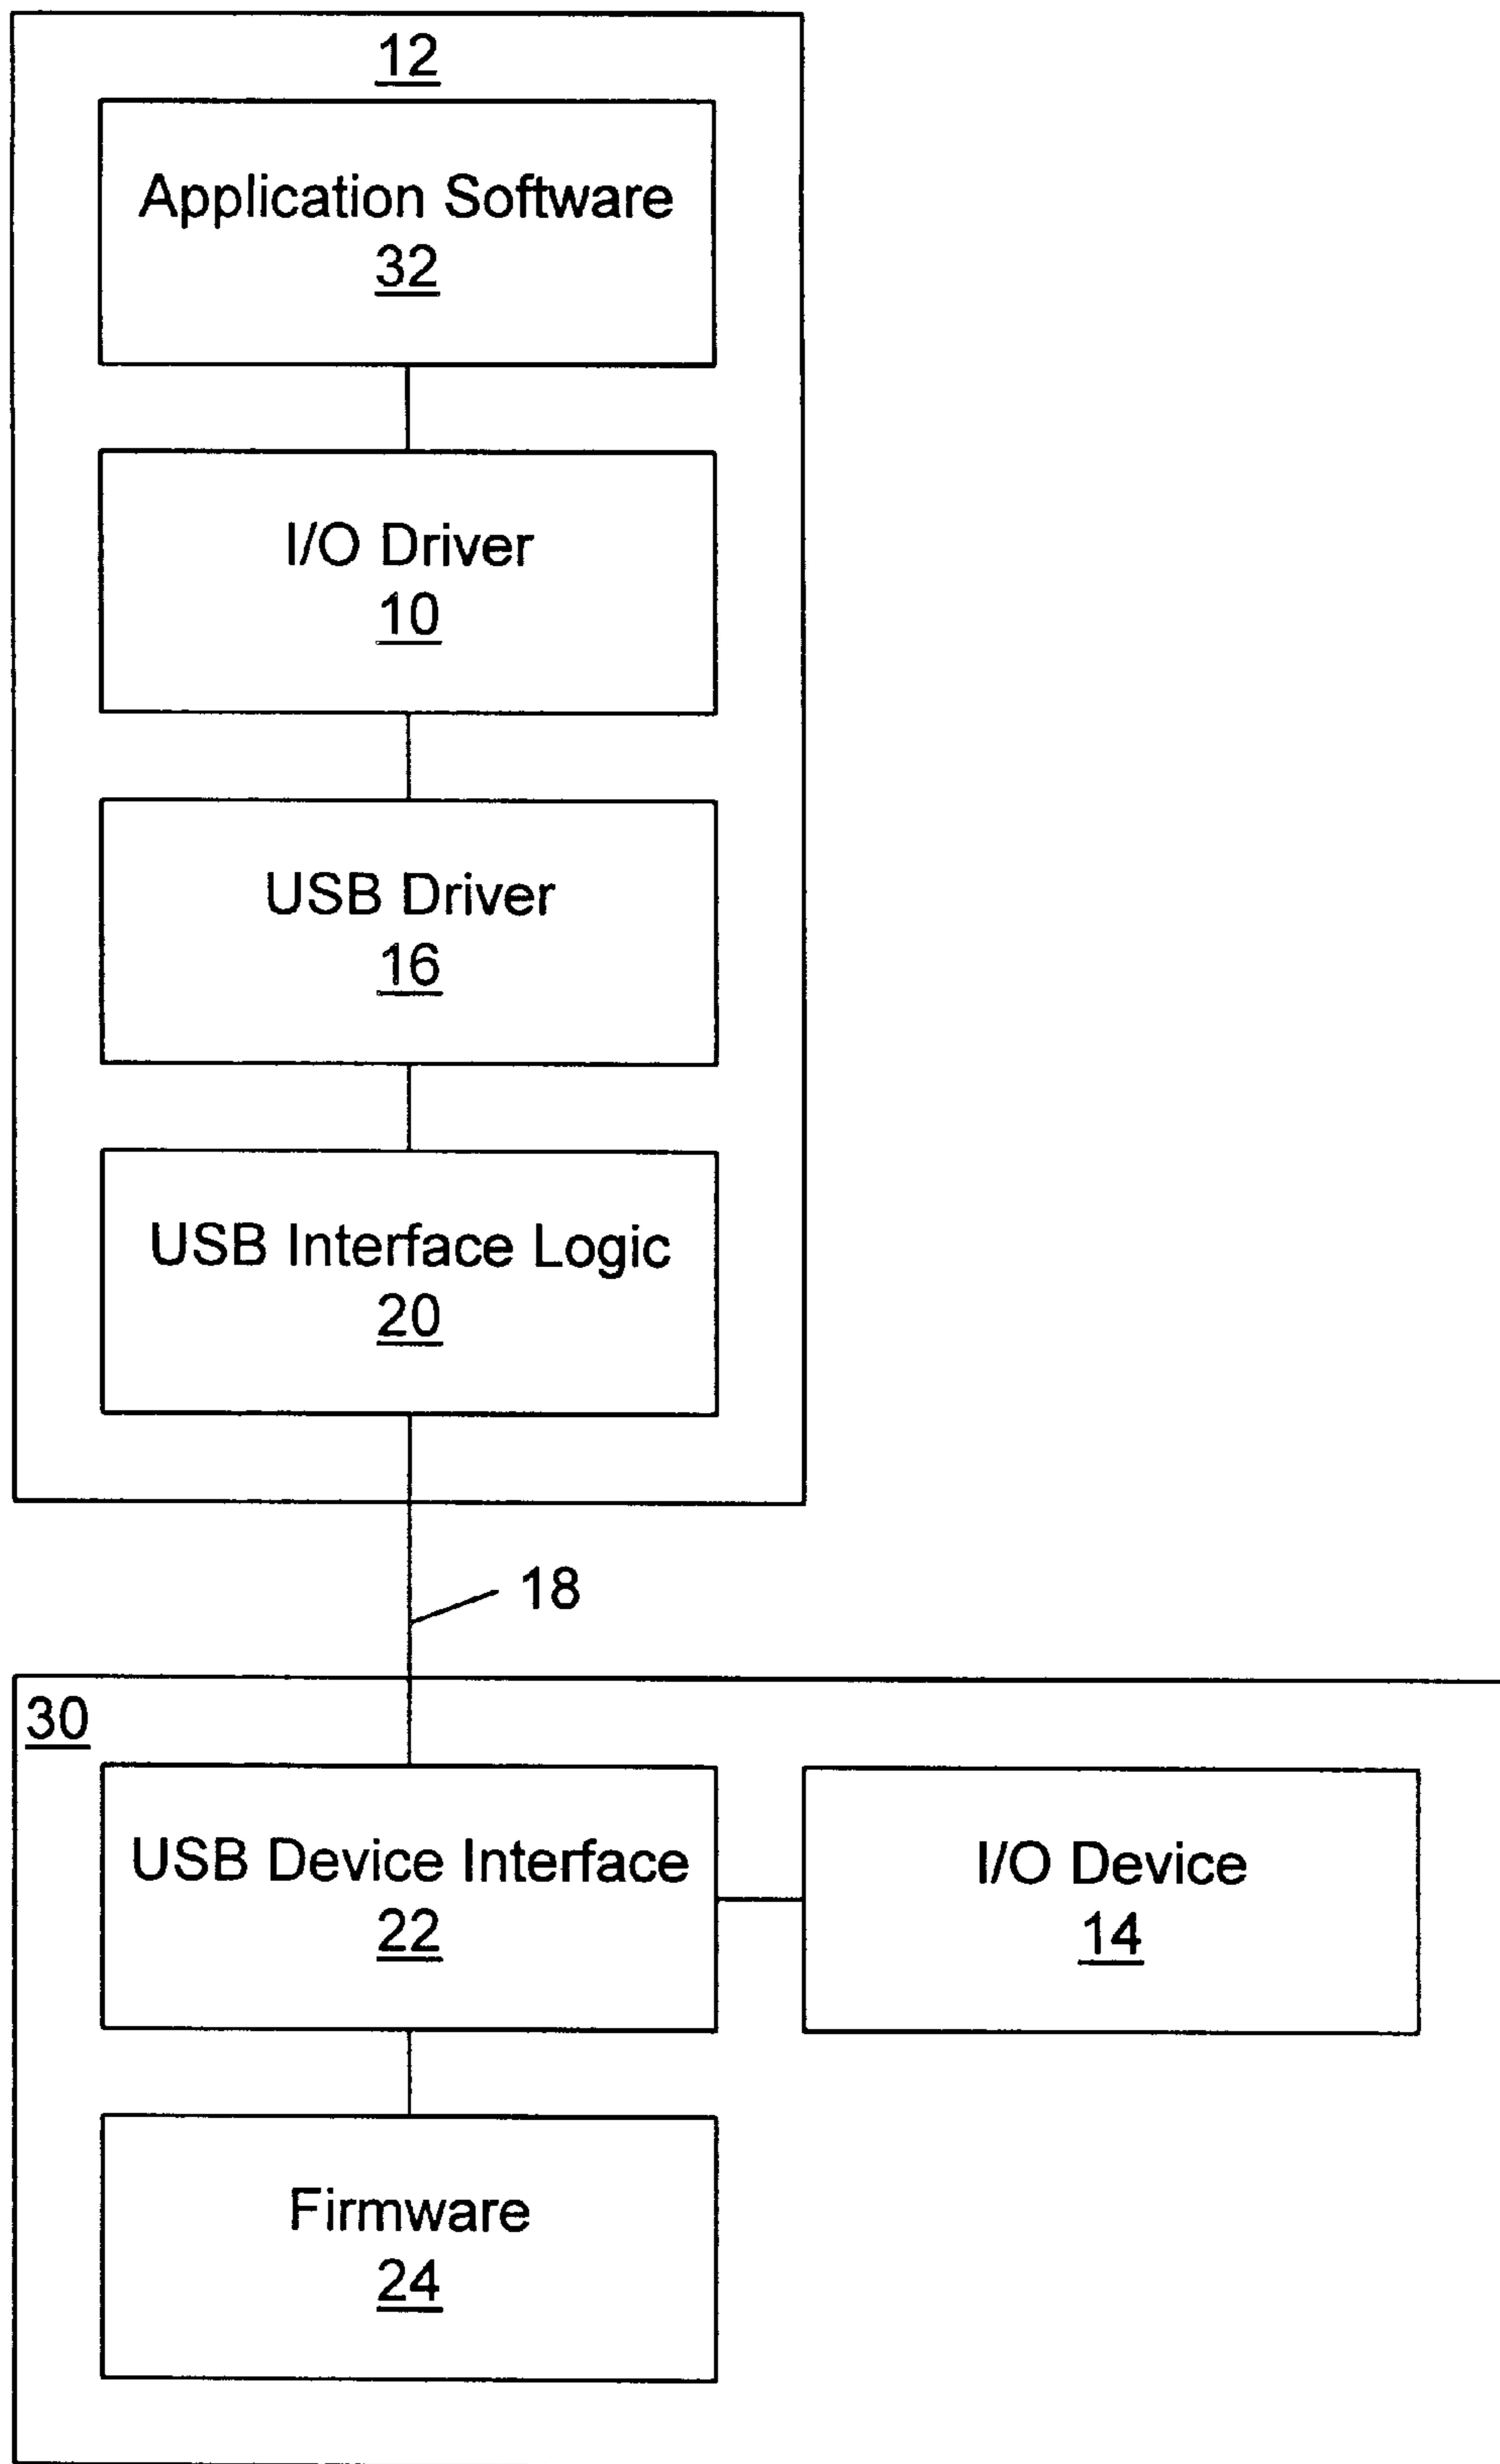 12
Application Software
32
I/O Driver
10
USB Driver
16
USB Interface Logic
20
18
30
USB Device Interface
22
I/O Device
14
Firmware
24